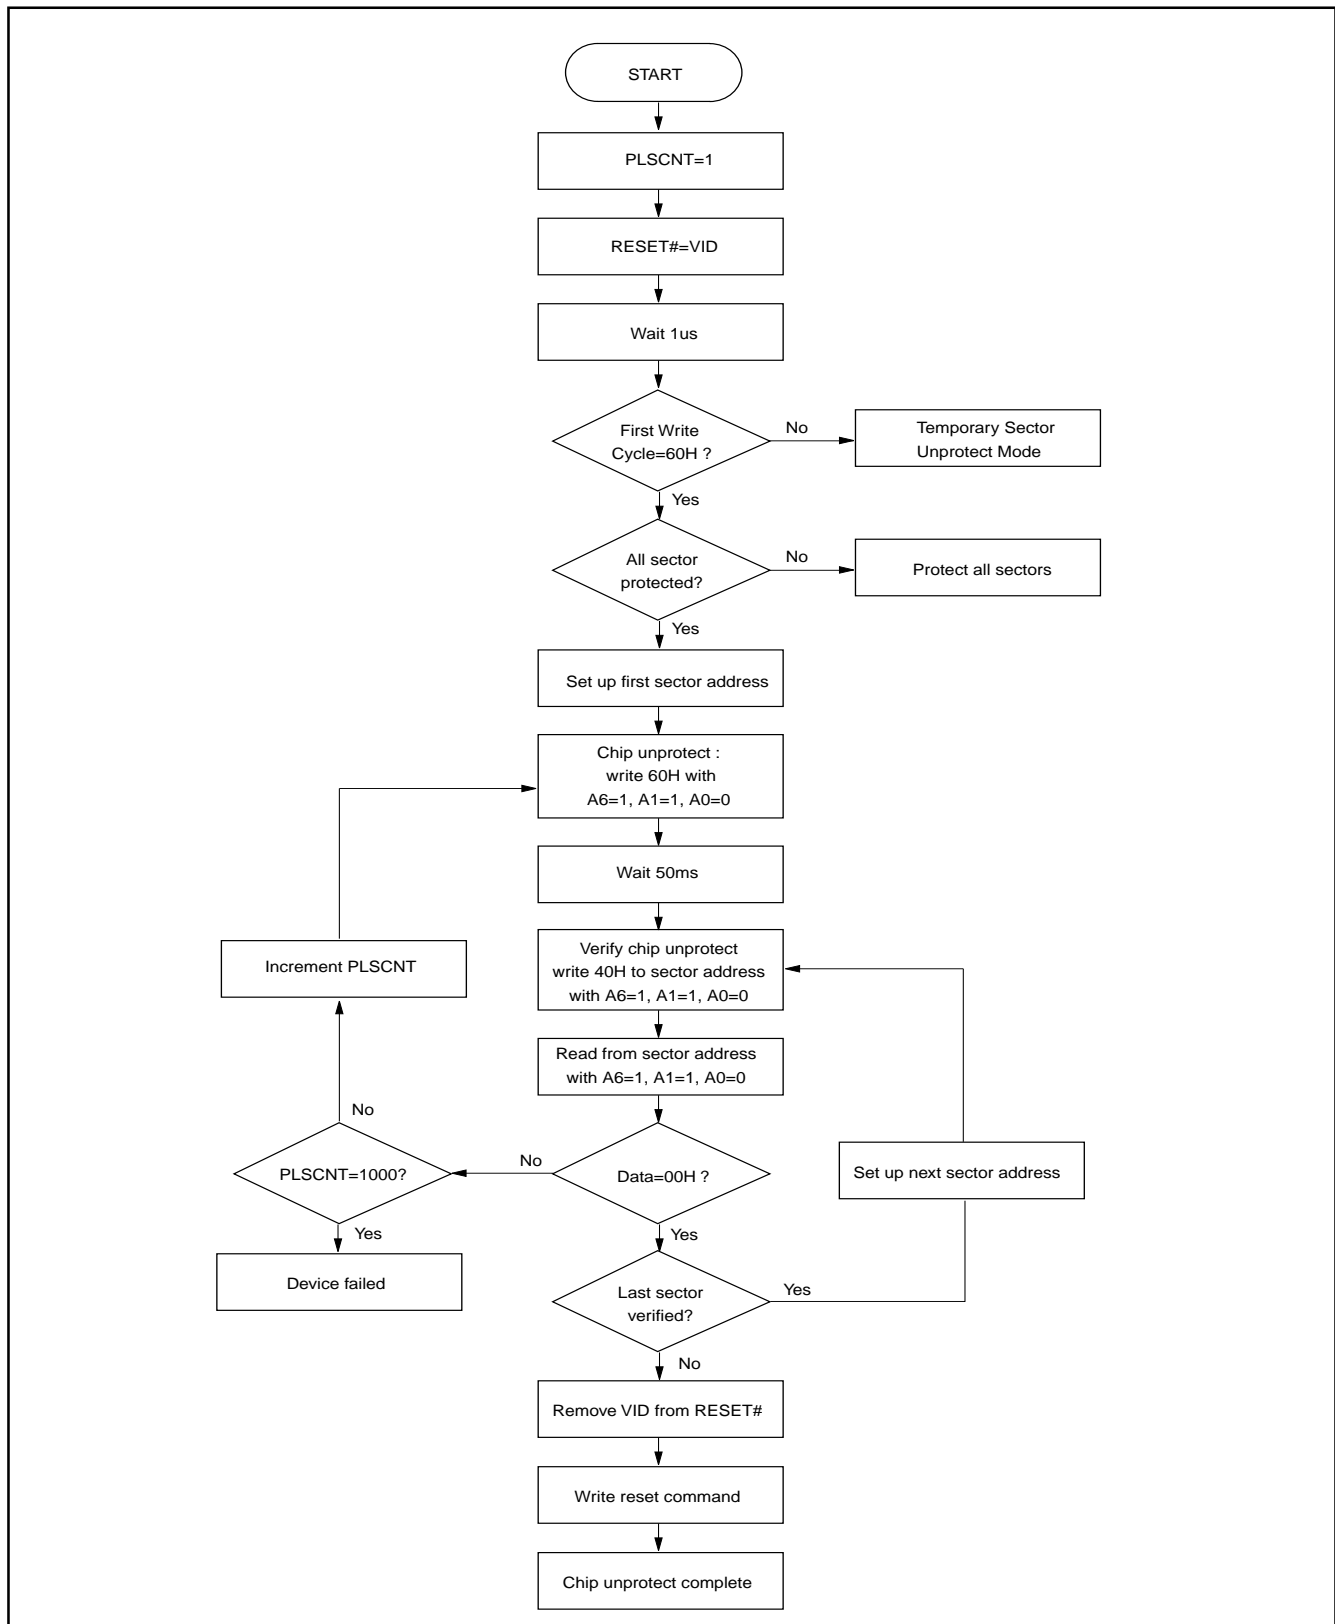 START
PLSCNT=1
RESET#=VID
Wait 1us
First Write
Cycle=60H ?
No
Temporary Sector
Unprotect Mode
Yes
All sector
protected?
No
Protect all sectors
Yes
Set up first sector address
Chip unprotect :
write 60H with
A6=1, A1=1, A0=0
Wait 50ms
Increment PLSCNT
Verify chip unprotect
write 40H to sector address
with A6=1, A1=1, A0=0
Read from sector address
with A6=1, A1=1, A0=0
No
PLSCNT=1000?
No
Data=00H ?
Set up next sector address
Yes
Yes
Device failed
Last sector
verified?
Yes
No
Remove VID from RESET#
Write reset command
Chip unprotect complete